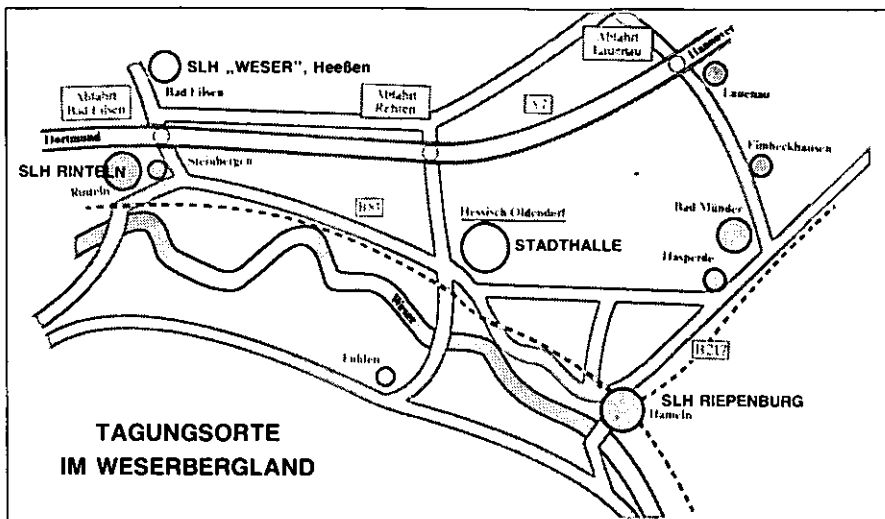 Abfahrt
Lauenau
Hannover
SLH „WESER”, Heeßen
Bad Eilsen
Abfahrt
Bad Eilsen
Abfahrt
Rehren
Lauenau
Dortmund
Eimbeckhausen
SLH RINTELN
Steinbergen
Rinteln
B83
Hessisch Oldendorf
Bad Münder
STADTHALLE
Hasperde
Weser
B217
Fuhlen
SLH RIEPENBURG
Hameln
TAGUNGSORTE
IM WESERBERGLAND